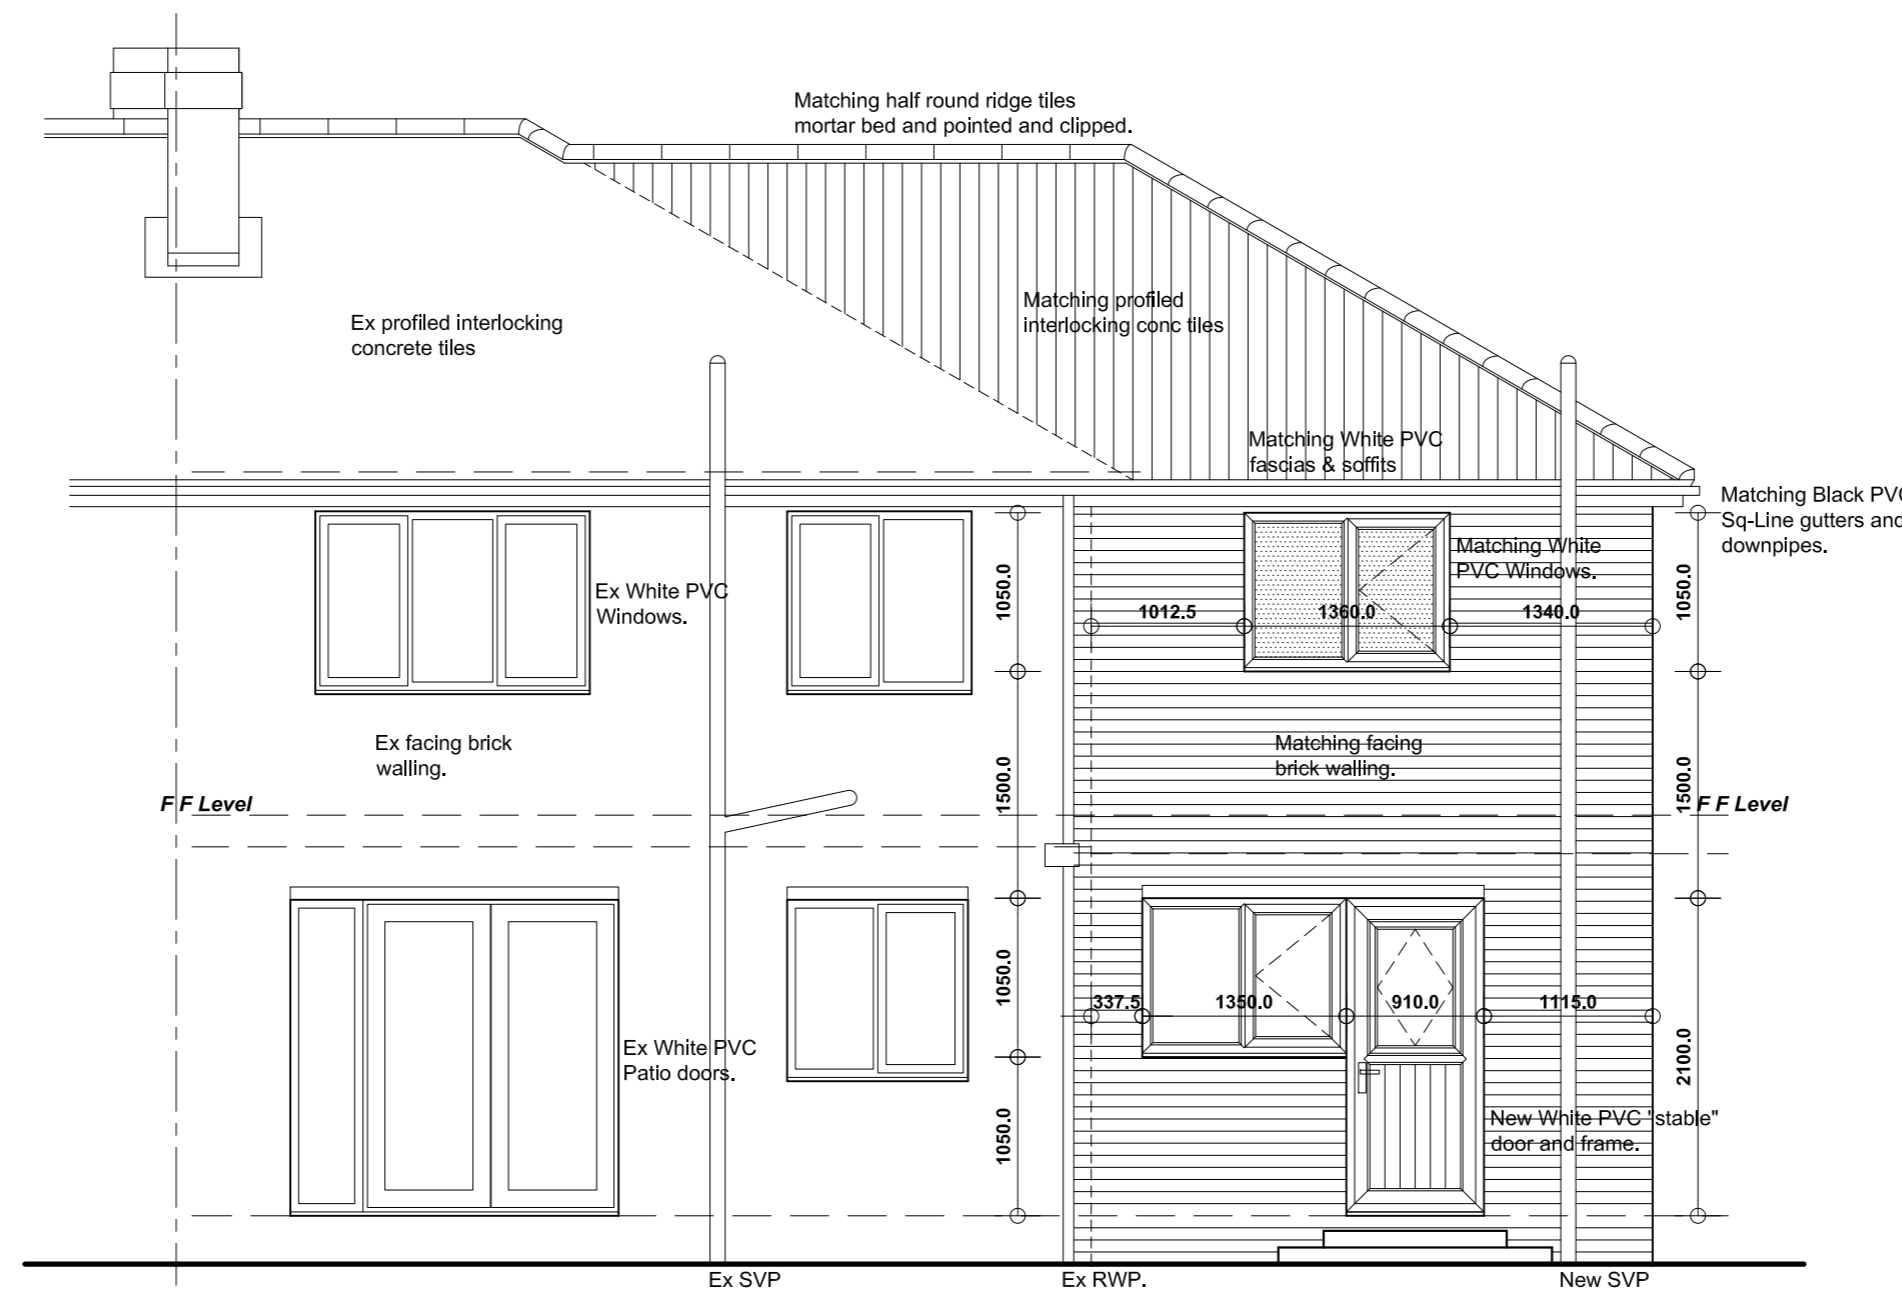 Matching half round ridge tiles
mortar bed and pointed and clipped.
Ex profiled interlocking
concrete tiles
Matching profiled
interlocking conc tiles
Matching White PVC
fascias & soffits
Matching Black PVC
Sq-Line gutters and
downpipes.
Ex White PVC
Windows.
Matching White
PVC Windows.
1050.0
1012.5
1360.0
1340.0
1050.0
Ex facing brick
walling.
Matching facing
brick walling.
F F Level
1500.0
1500.0
F F Level
1050.0
337.5
1350.0
910.0
1115.0
Ex White PVC
Patio doors.
1050.0
2100.0
New White PVC "stable"
door and frame.
Ex SVP
Ex RWP.
New SVP